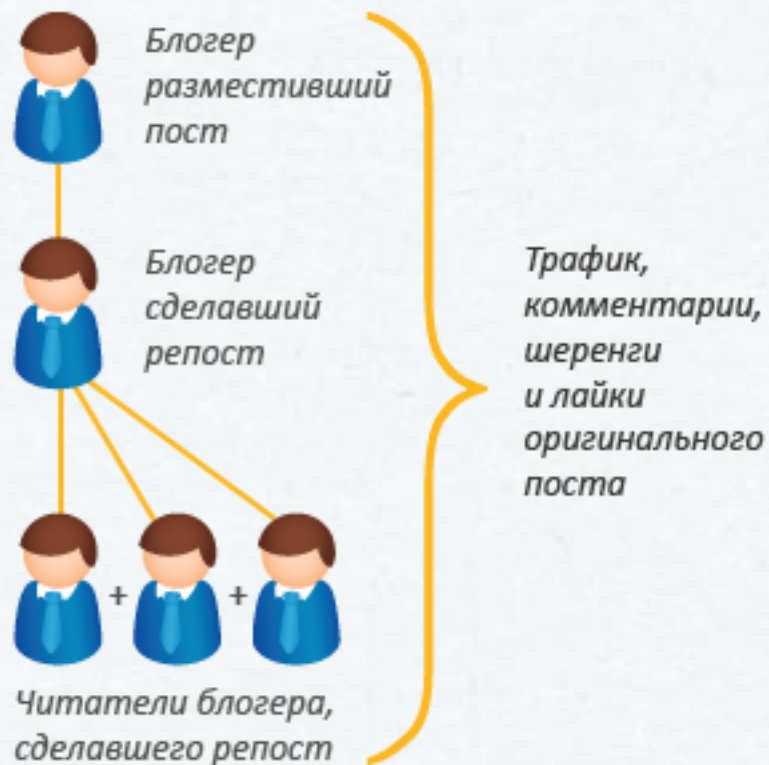 Блогер
разместивший
пост
Блогер
сделавший
репост
Трафик,
комментарии,
шеренги
и лайки
оригинального
поста
+ +
Читатели блогера,
сделавшего репост